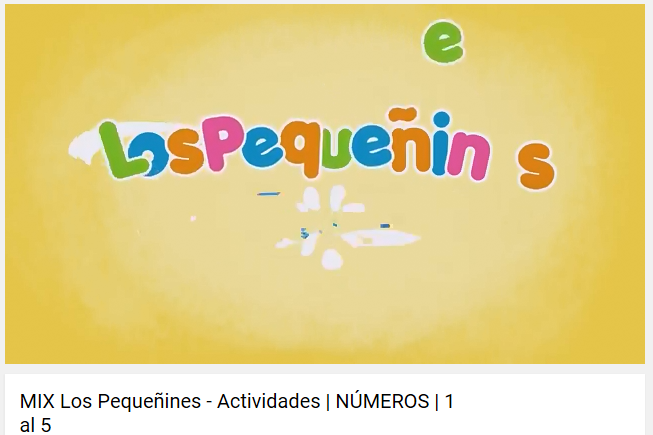 e
LosPequeñin s
MIX Los Pequeñines - Actividades | NÚMEROS | 1
al 5